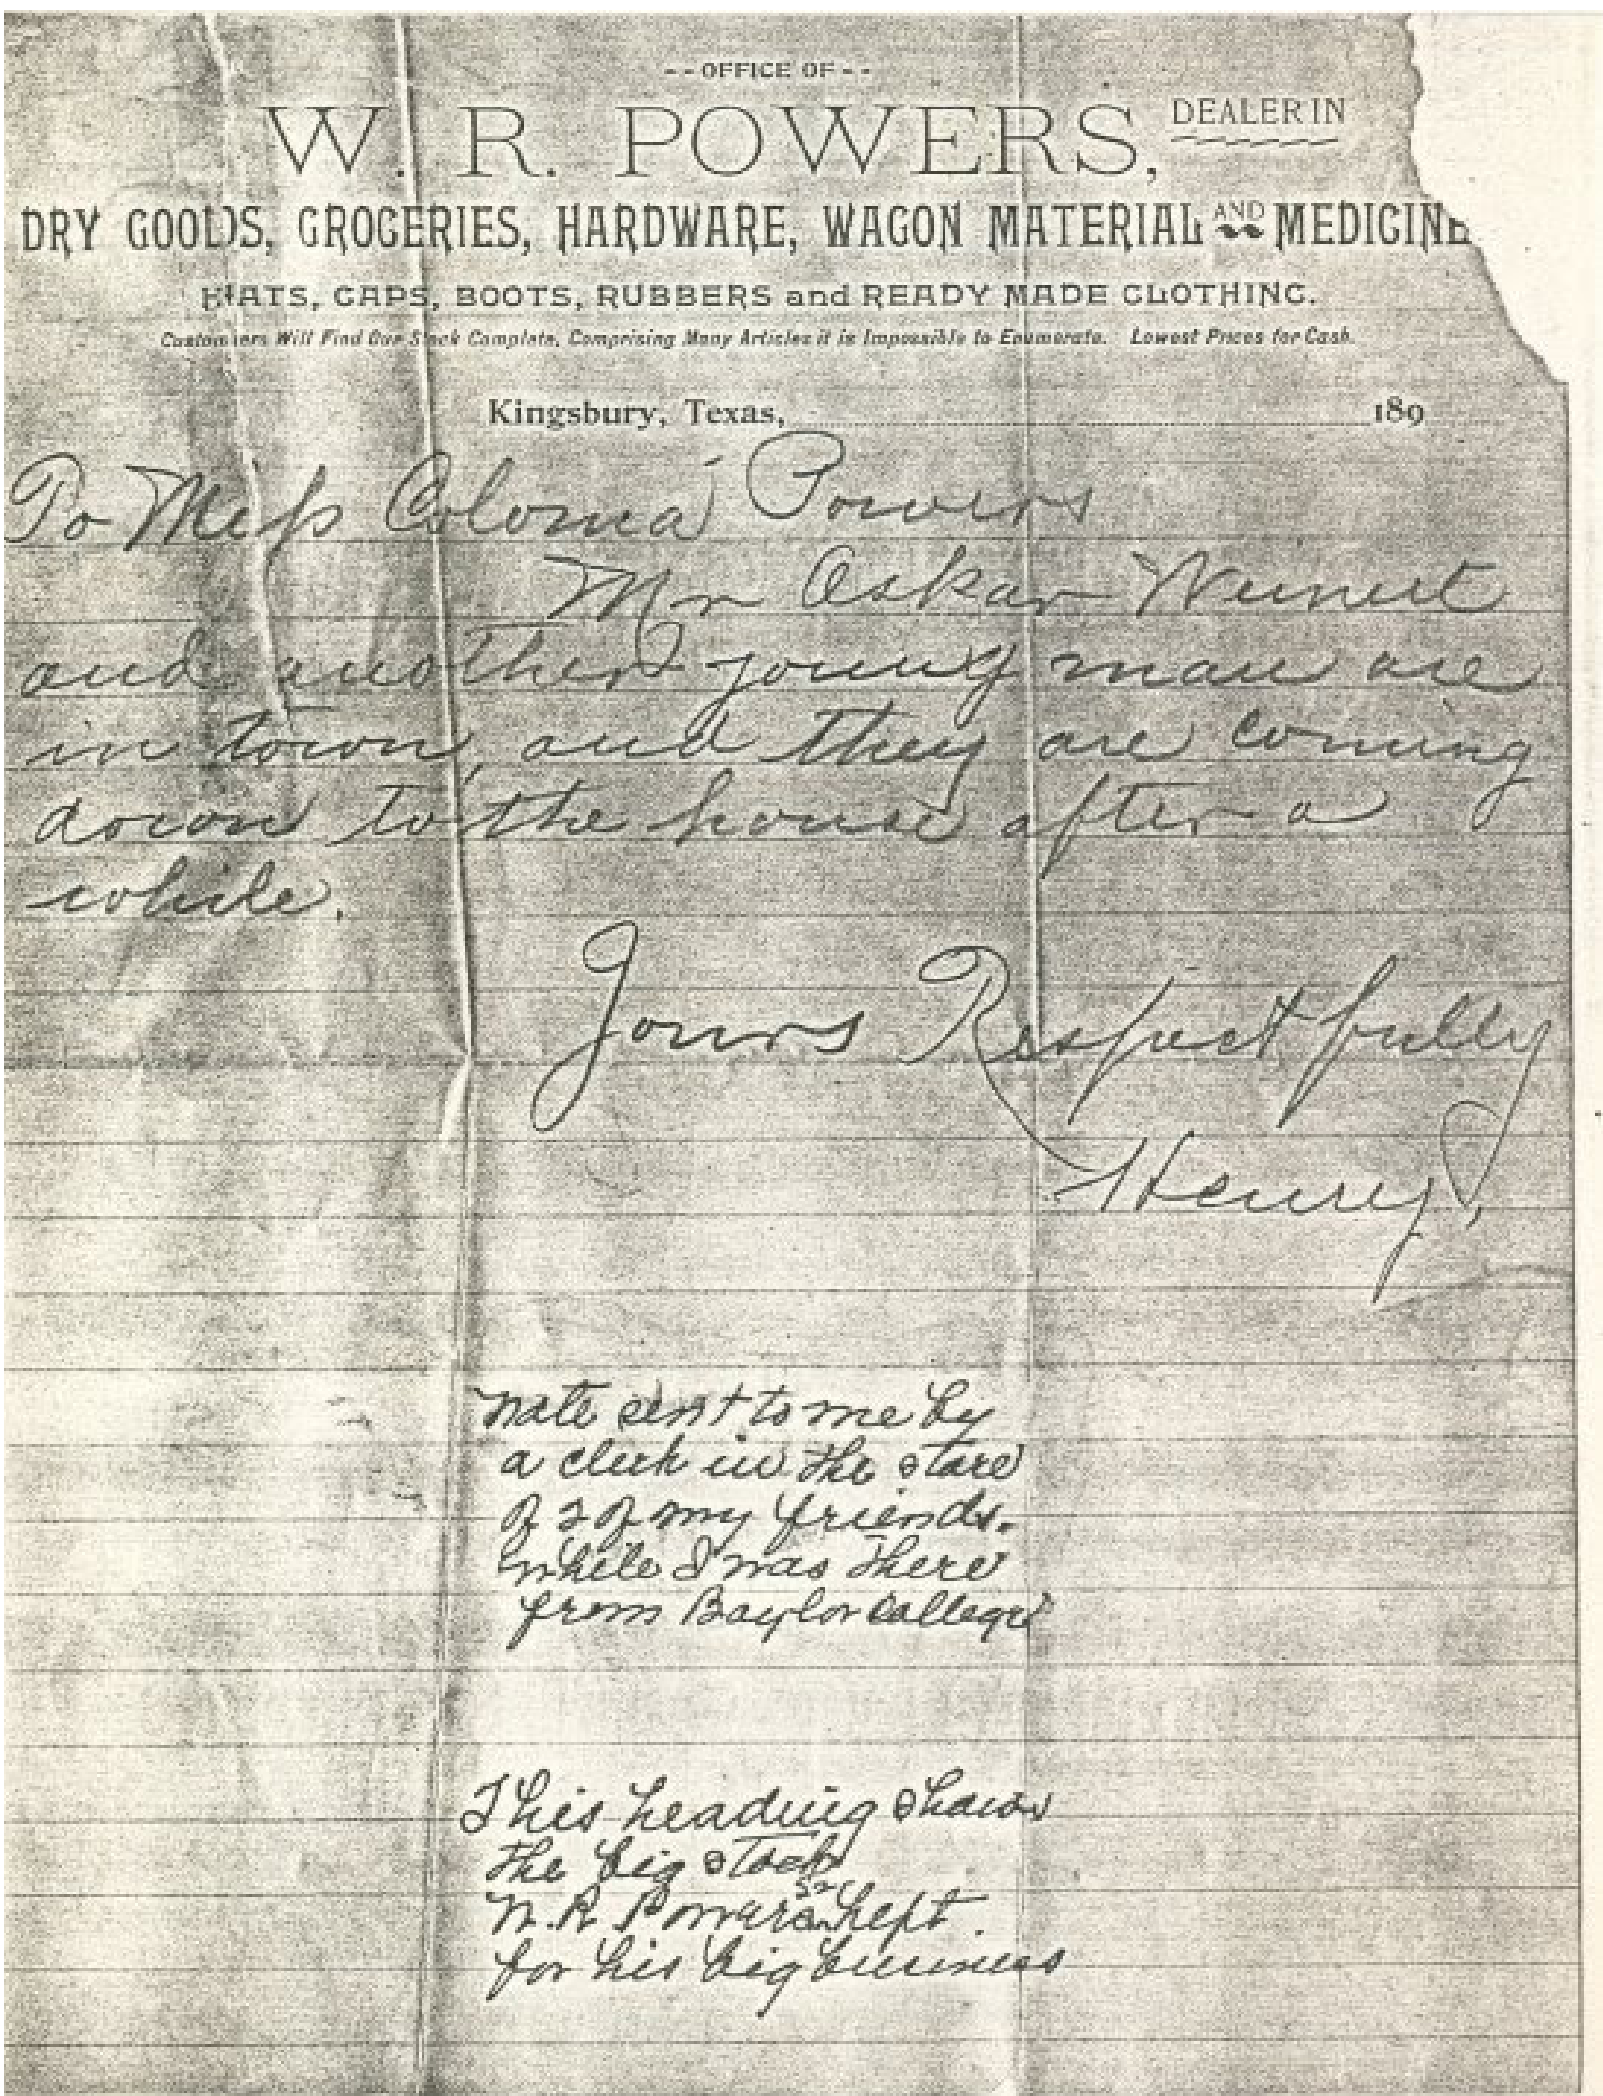 - - OFFICE OF - -
W. R. POWERS, DEALER IN
DRY GOODS, GROCERIES, HARDWARE, WAGON MATERIAL AND MEDICINE
HATS, CAPS, BOOTS, RUBBERS and READY MADE CLOTHING.
Customers Will Find Our Stock Complete, Comprising Many Articles it is Impossible to Enumerate. Lowest Prices for Cash.
Kingsbury, Texas, 189
To Miss Coloma Powers
Mr Oskar Weinert
and another young man are
in town, and they are coming
down to the house after a
while.
Yours Respectfully
Henry,
note sent to me by
a clerk in the store
of 2 of my friends.
while I was there
from Baylor College
This heading shows
the big stock
W. R. Powers Sr. kept
for his big business